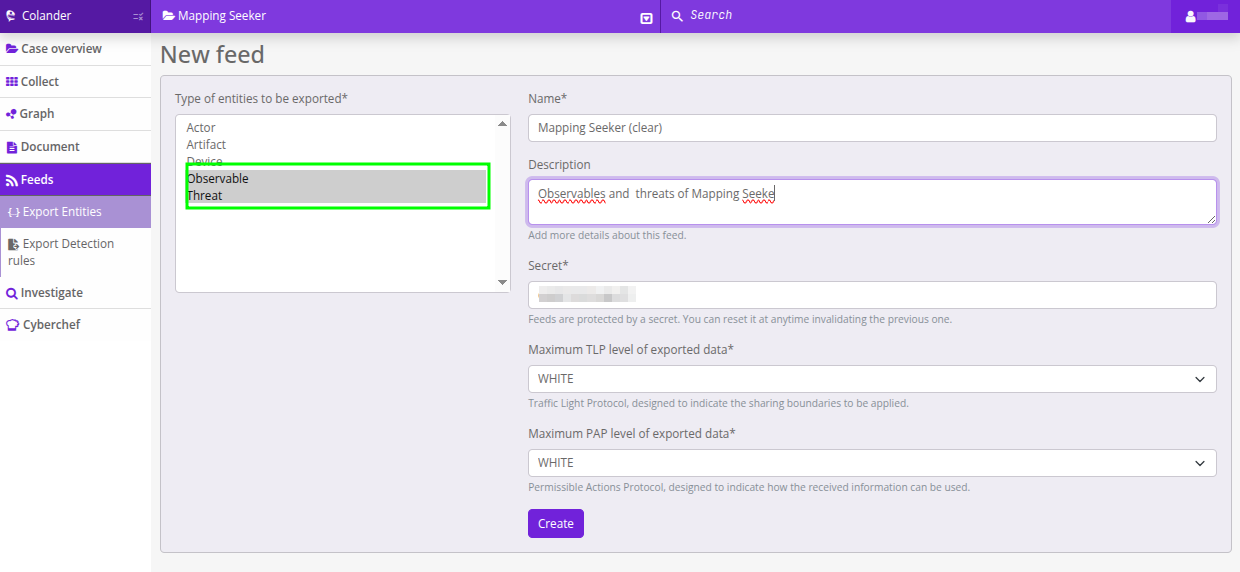 Colander
Mapping Seeker
Search
Case overview
Collect
Graph
Document
Feeds
Export Entities
Export Detection
rules
Investigate
Cyberchef
New feed
Type of entities to be exported*
Actor
Artifact
Device
Observable
Threat
Name*
Mapping Seeker (clear)
Description
Observables and  threats of Mapping Seeke
Add more details about this feed.
Secret*
Feeds are protected by a secret. You can reset it at anytime invalidating the previous one.
Maximum TLP level of exported data*
WHITE
Traffic Light Protocol, designed to indicate the sharing boundaries to be applied.
Maximum PAP level of exported data*
WHITE
Permissible Actions Protocol, designed to indicate how the received information can be used.
Create